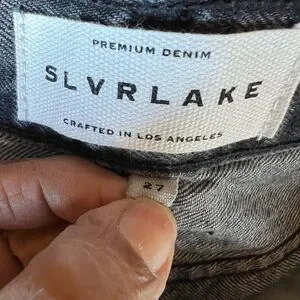 PREMIUM DENIM
SLVRLAKE
CRAFTED IN LOS ANGELES
27